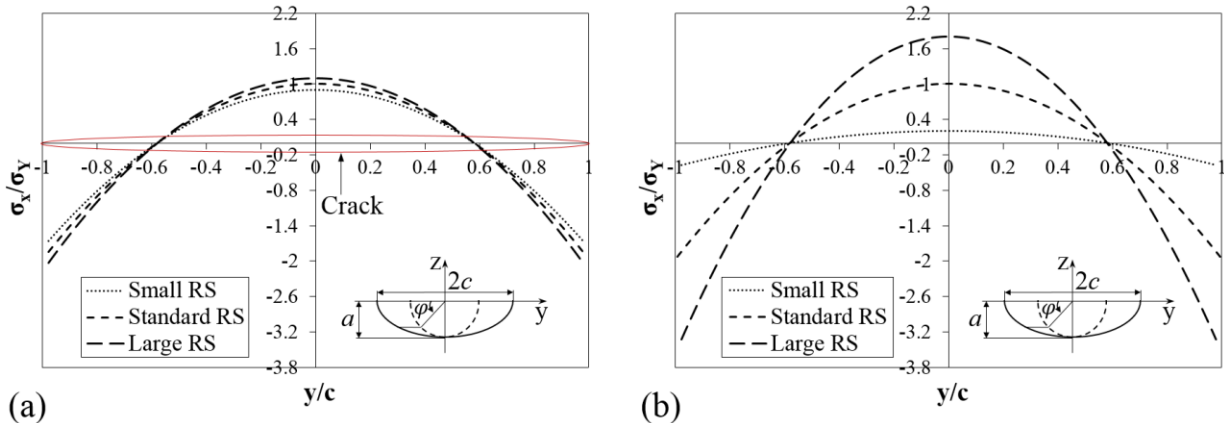 2.2
1.6
1
0.4
-1 -0.8 -0.6 -0.4 -0.2 -0.2 0 0.2 0.4 0.6 0.8 1
-0.8
-1.4
-2
-2.6
-3.2
-3.8
σx/σY
Crack
Small RS
Standard RS
Large RS
z
2c
φ
y
a
y/c
(a)
2.2
1.6
1
0.4
-1 -0.8 -0.6 -0.4 -0.2 -0.2 0 0.2 0.4 0.6 0.8 1
-0.8
-1.4
-2
-2.6
-3.2
-3.8
σx/σY
Small RS
Standard RS
Large RS
z
2c
φ
y
a
y/c
(b)